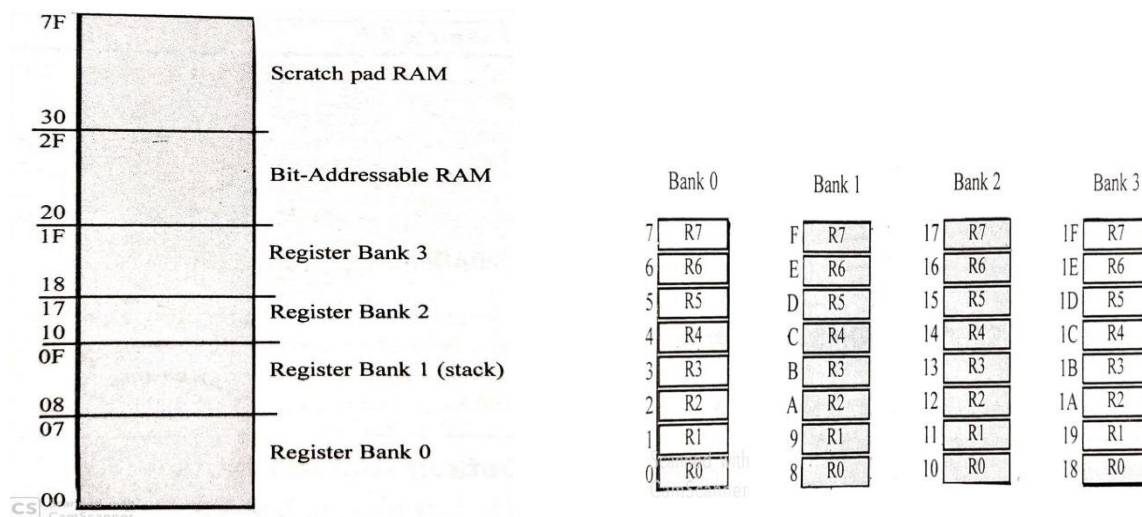 7F
Scratch pad RAM
30
2F
Bit-Addressable RAM
20
1F
Register Bank 3
18
17
Register Bank 2
10
0F
Register Bank 1 (stack)
08
07
Register Bank 0
00
CS
CamScanner
Bank 0 Bank 1 Bank 2 Bank 3
7 R7 F R7 17 R7 1F R7
6 R6 E R6 16 R6 1E R6
5 R5 D R5 15 R5 1D R5
4 R4 C R4 14 R4 1C R4
3 R3 B R3 13 R3 1B R3
2 R2 A R2 12 R2 1A R2
1 R1 9 R1 11 R1 19 R1
0 R0 8 R0 10 R0 18 R0
Scanned with
CamScanner